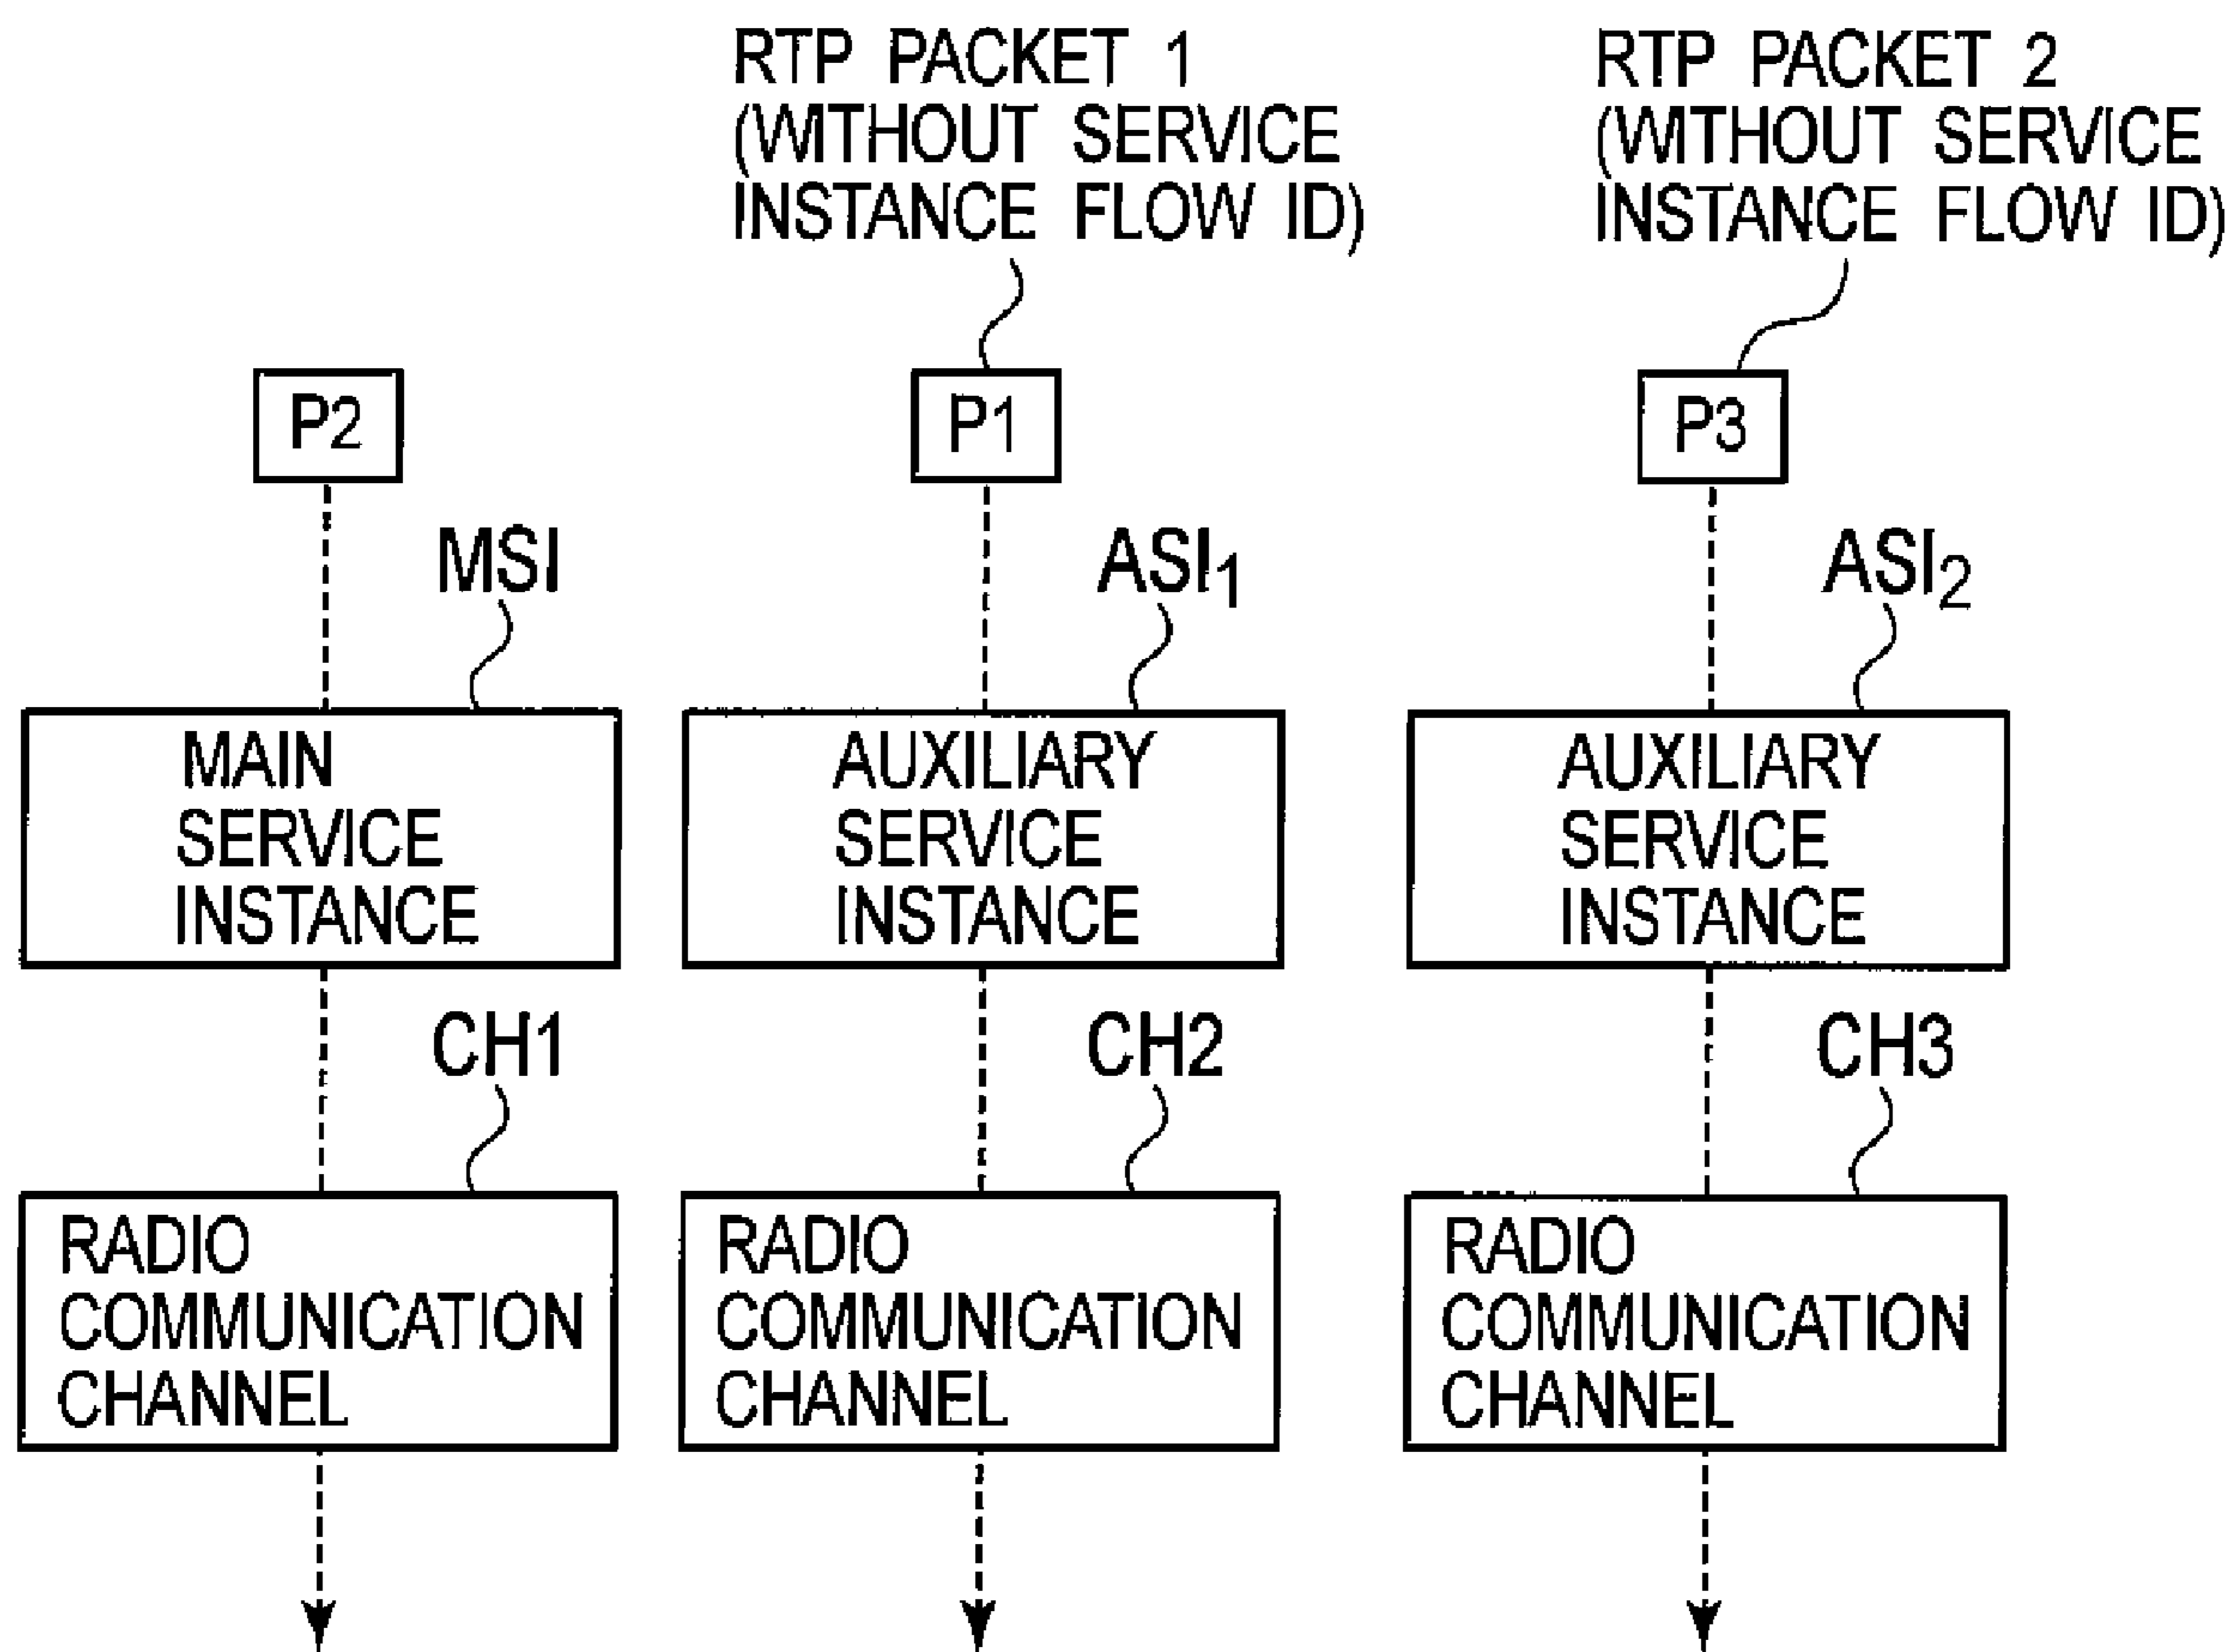 RTP PACKET 1
(WITHOUT SERVICE
INSTANCE FLOW ID)
RTP PACKET 2
(WITHOUT SERVICE
INSTANCE FLOW ID)
P2
P1
P3
MSI
ASI1
ASI2
MAIN
SERVICE
INSTANCE
AUXILIARY
SERVICE
INSTANCE
AUXILIARY
SERVICE
INSTANCE
CH1
CH2
CH3
RADIO
COMMUNICATION
CHANNEL
RADIO
COMMUNICATION
CHANNEL
RADIO
COMMUNICATION
CHANNEL